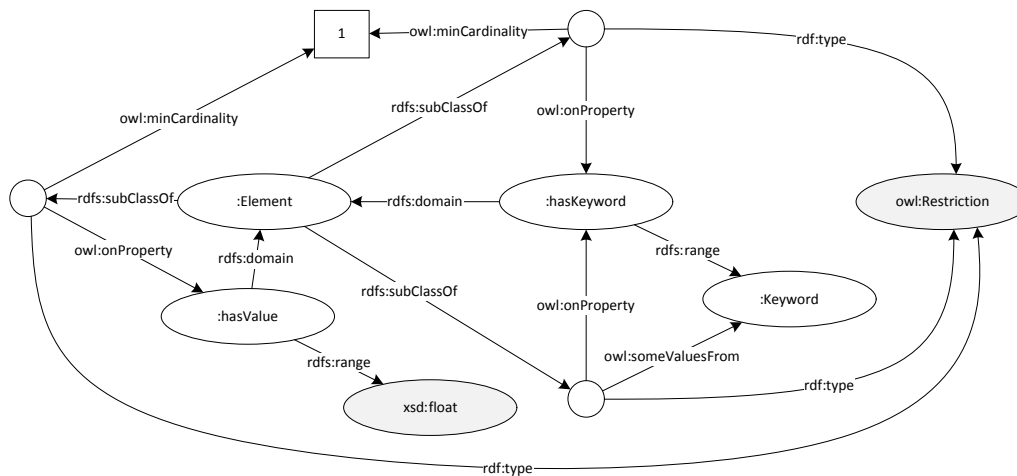 1
owl:minCardinality
rdf:type
rdfs:subClassOf
owl:onProperty
owl:minCardinality
rdfs:subClassOf
:Element
rdfs:domain
:hasKeyword
owl:Restriction
owl:onProperty
rdfs:domain
rdfs:range
rdfs:subClassOf
owl:onProperty
:Keyword
:hasValue
rdfs:range
owl:someValuesFrom
rdf:type
xsd:float
rdf:type